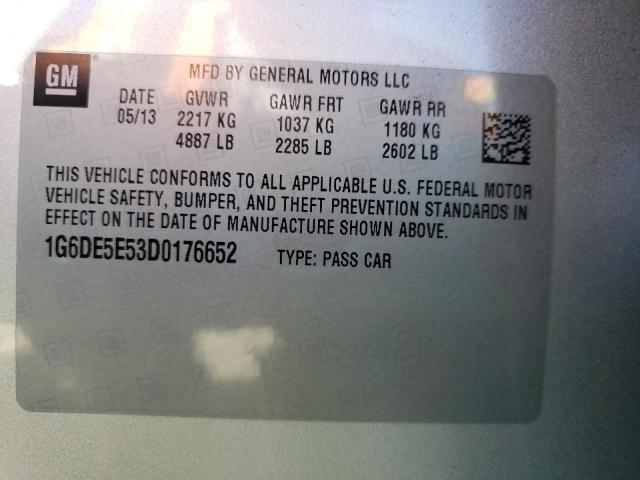 GM
MFD BY GENERAL MOTORS LLC
DATE GVWR GAWR FRT GAWR RR
05/13 2217 KG 1037 KG 1180 KG
4887 LB 2285 LB 2602 LB
THIS VEHICLE CONFORMS TO ALL APPLICABLE U.S. FEDERAL MOTOR
VEHICLE SAFETY, BUMPER, AND THEFT PREVENTION STANDARDS IN
EFFECT ON THE DATE OF MANUFACTURE SHOWN ABOVE.
1G6DE5E53D0176652 TYPE: PASS CAR